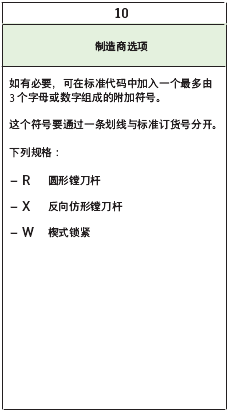 10
制造商选项
如有必要，可在标准代码中加入一个最多由
3个字母或数字组成的附加符号。
这个符号要通过一条划线与标准订货号分开。
下列规格：
– R 圆形镗刀杆
– X 反向仿形镗刀杆
– W 楔式锁紧